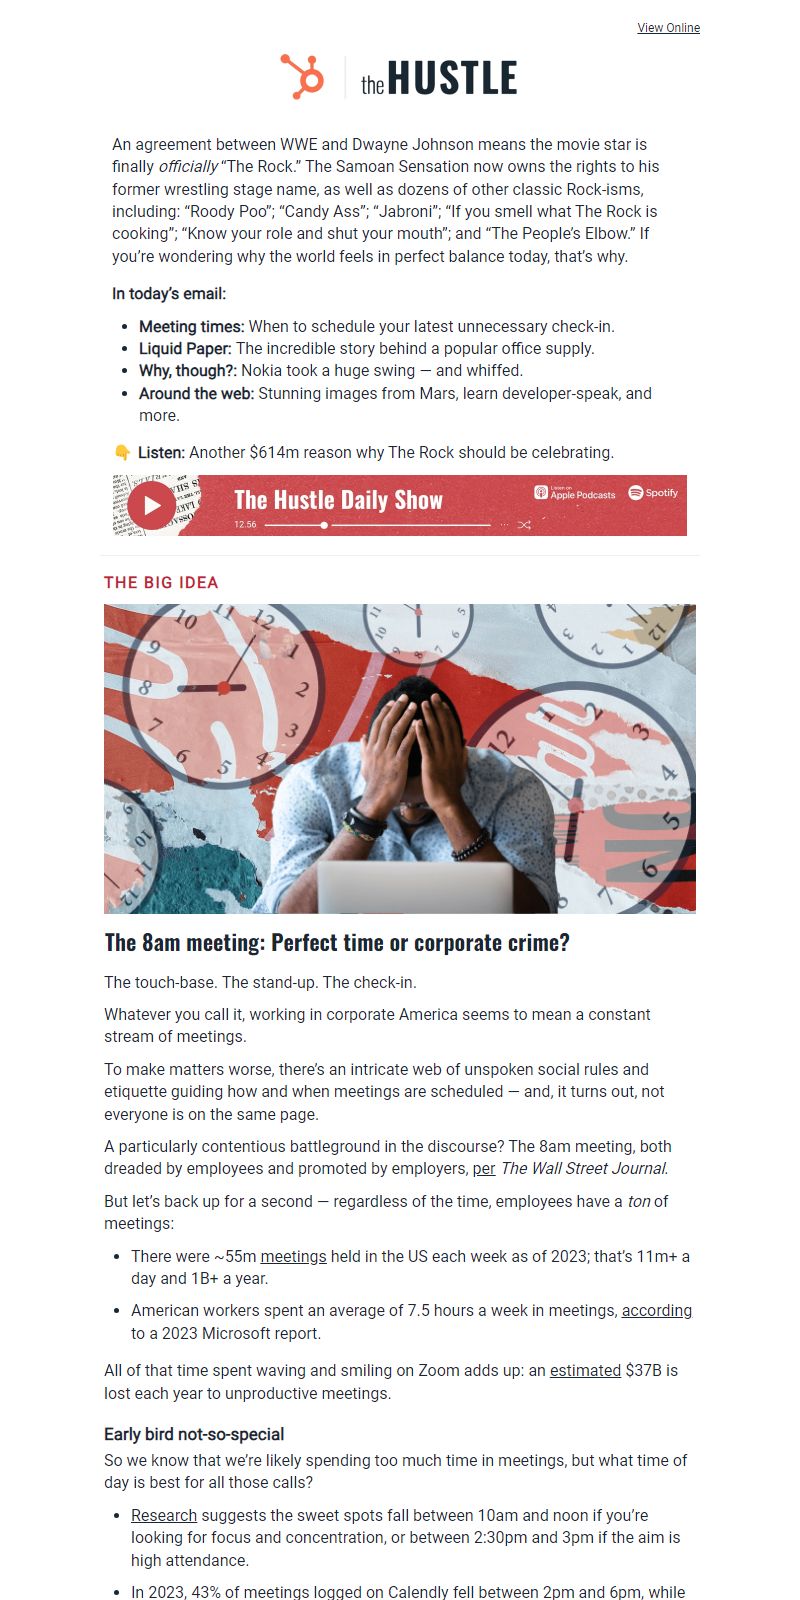 View Online
the HUSTLE
An agreement between WWE and Dwayne Johnson means the movie star is
finally officially “The Rock.” The Samoan Sensation now owns the rights to his
former wrestling stage name, as well as dozens of other classic Rock-isms,
including: “Roody Poo”; “Candy Ass”; “Jabroni”; “If you smell what The Rock is
cooking”; “Know your role and shut your mouth”; and “The People’s Elbow.” If
you’re wondering why the world feels in perfect balance today, that’s why.
In today’s email:
• Meeting times: When to schedule your latest unnecessary check-in.
• Liquid Paper: The incredible story behind a popular office supply.
• Why, though?: Nokia took a huge swing — and whiffed.
• Around the web: Stunning images from Mars, learn developer-speak, and
more.
👇 Listen: Another $614m reason why The Rock should be celebrating.
The Hustle Daily Show
Listen on
Apple Podcasts
Spotify
12.56
THE BIG IDEA
10 11 12
9 1
8 2
7 3
6 5 4
The 8am meeting: Perfect time or corporate crime?
The touch-base. The stand-up. The check-in.
Whatever you call it, working in corporate America seems to mean a constant
stream of meetings.
To make matters worse, there’s an intricate web of unspoken social rules and
etiquette guiding how and when meetings are scheduled — and, it turns out, not
everyone is on the same page.
A particularly contentious battleground in the discourse? The 8am meeting, both
dreaded by employees and promoted by employers, per The Wall Street Journal.
But let’s back up for a second — regardless of the time, employees have a ton of
meetings:
• There were ~55m meetings held in the US each week as of 2023; that’s 11m+ a
day and 1B+ a year.
• American workers spent an average of 7.5 hours a week in meetings, according
to a 2023 Microsoft report.
All of that time spent waving and smiling on Zoom adds up: an estimated $37B is
lost each year to unproductive meetings.
Early bird not-so-special
So we know that we’re likely spending too much time in meetings, but what time of
day is best for all those calls?
• Research suggests the sweet spots fall between 10am and noon if you’re
looking for focus and concentration, or between 2:30pm and 3pm if the aim is
high attendance.
• In 2023, 43% of meetings logged on Calendly fell between 2pm and 6pm, while